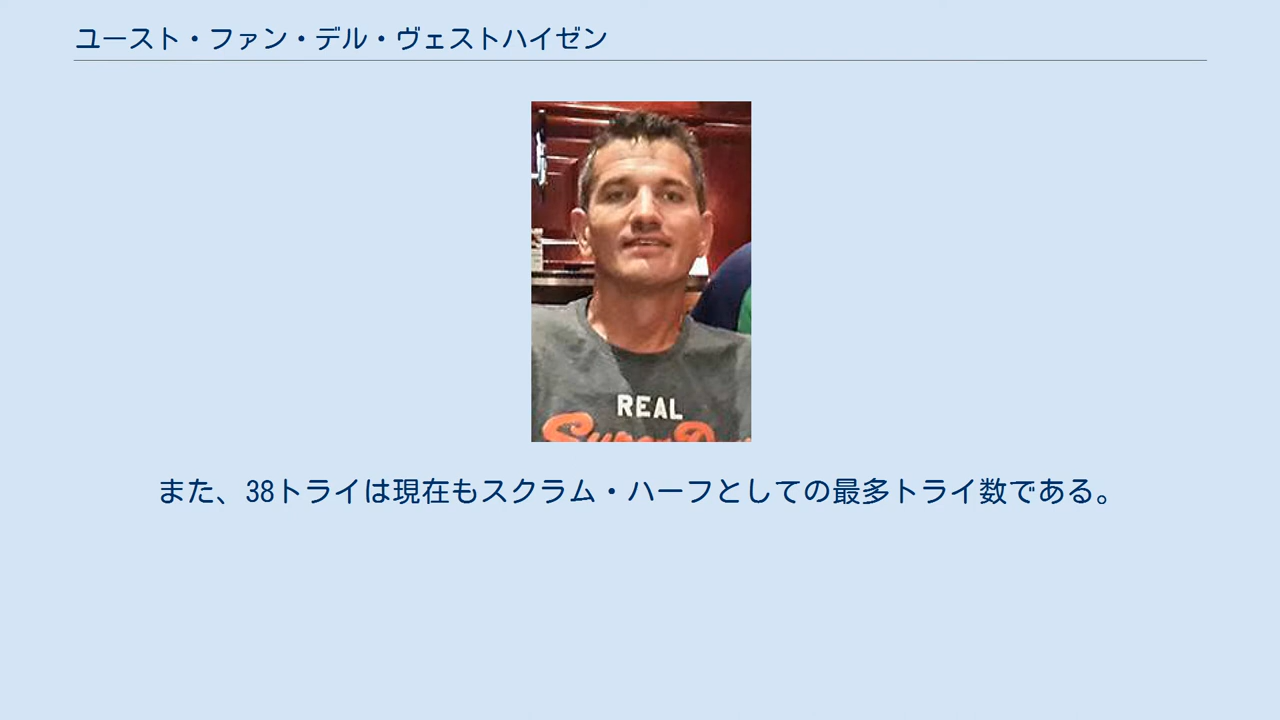 ユースト・ファン・デル・ヴェストハイゼン
REAL
また、38トライは現在もスクラム・ハーフとしての最多トライ数である。